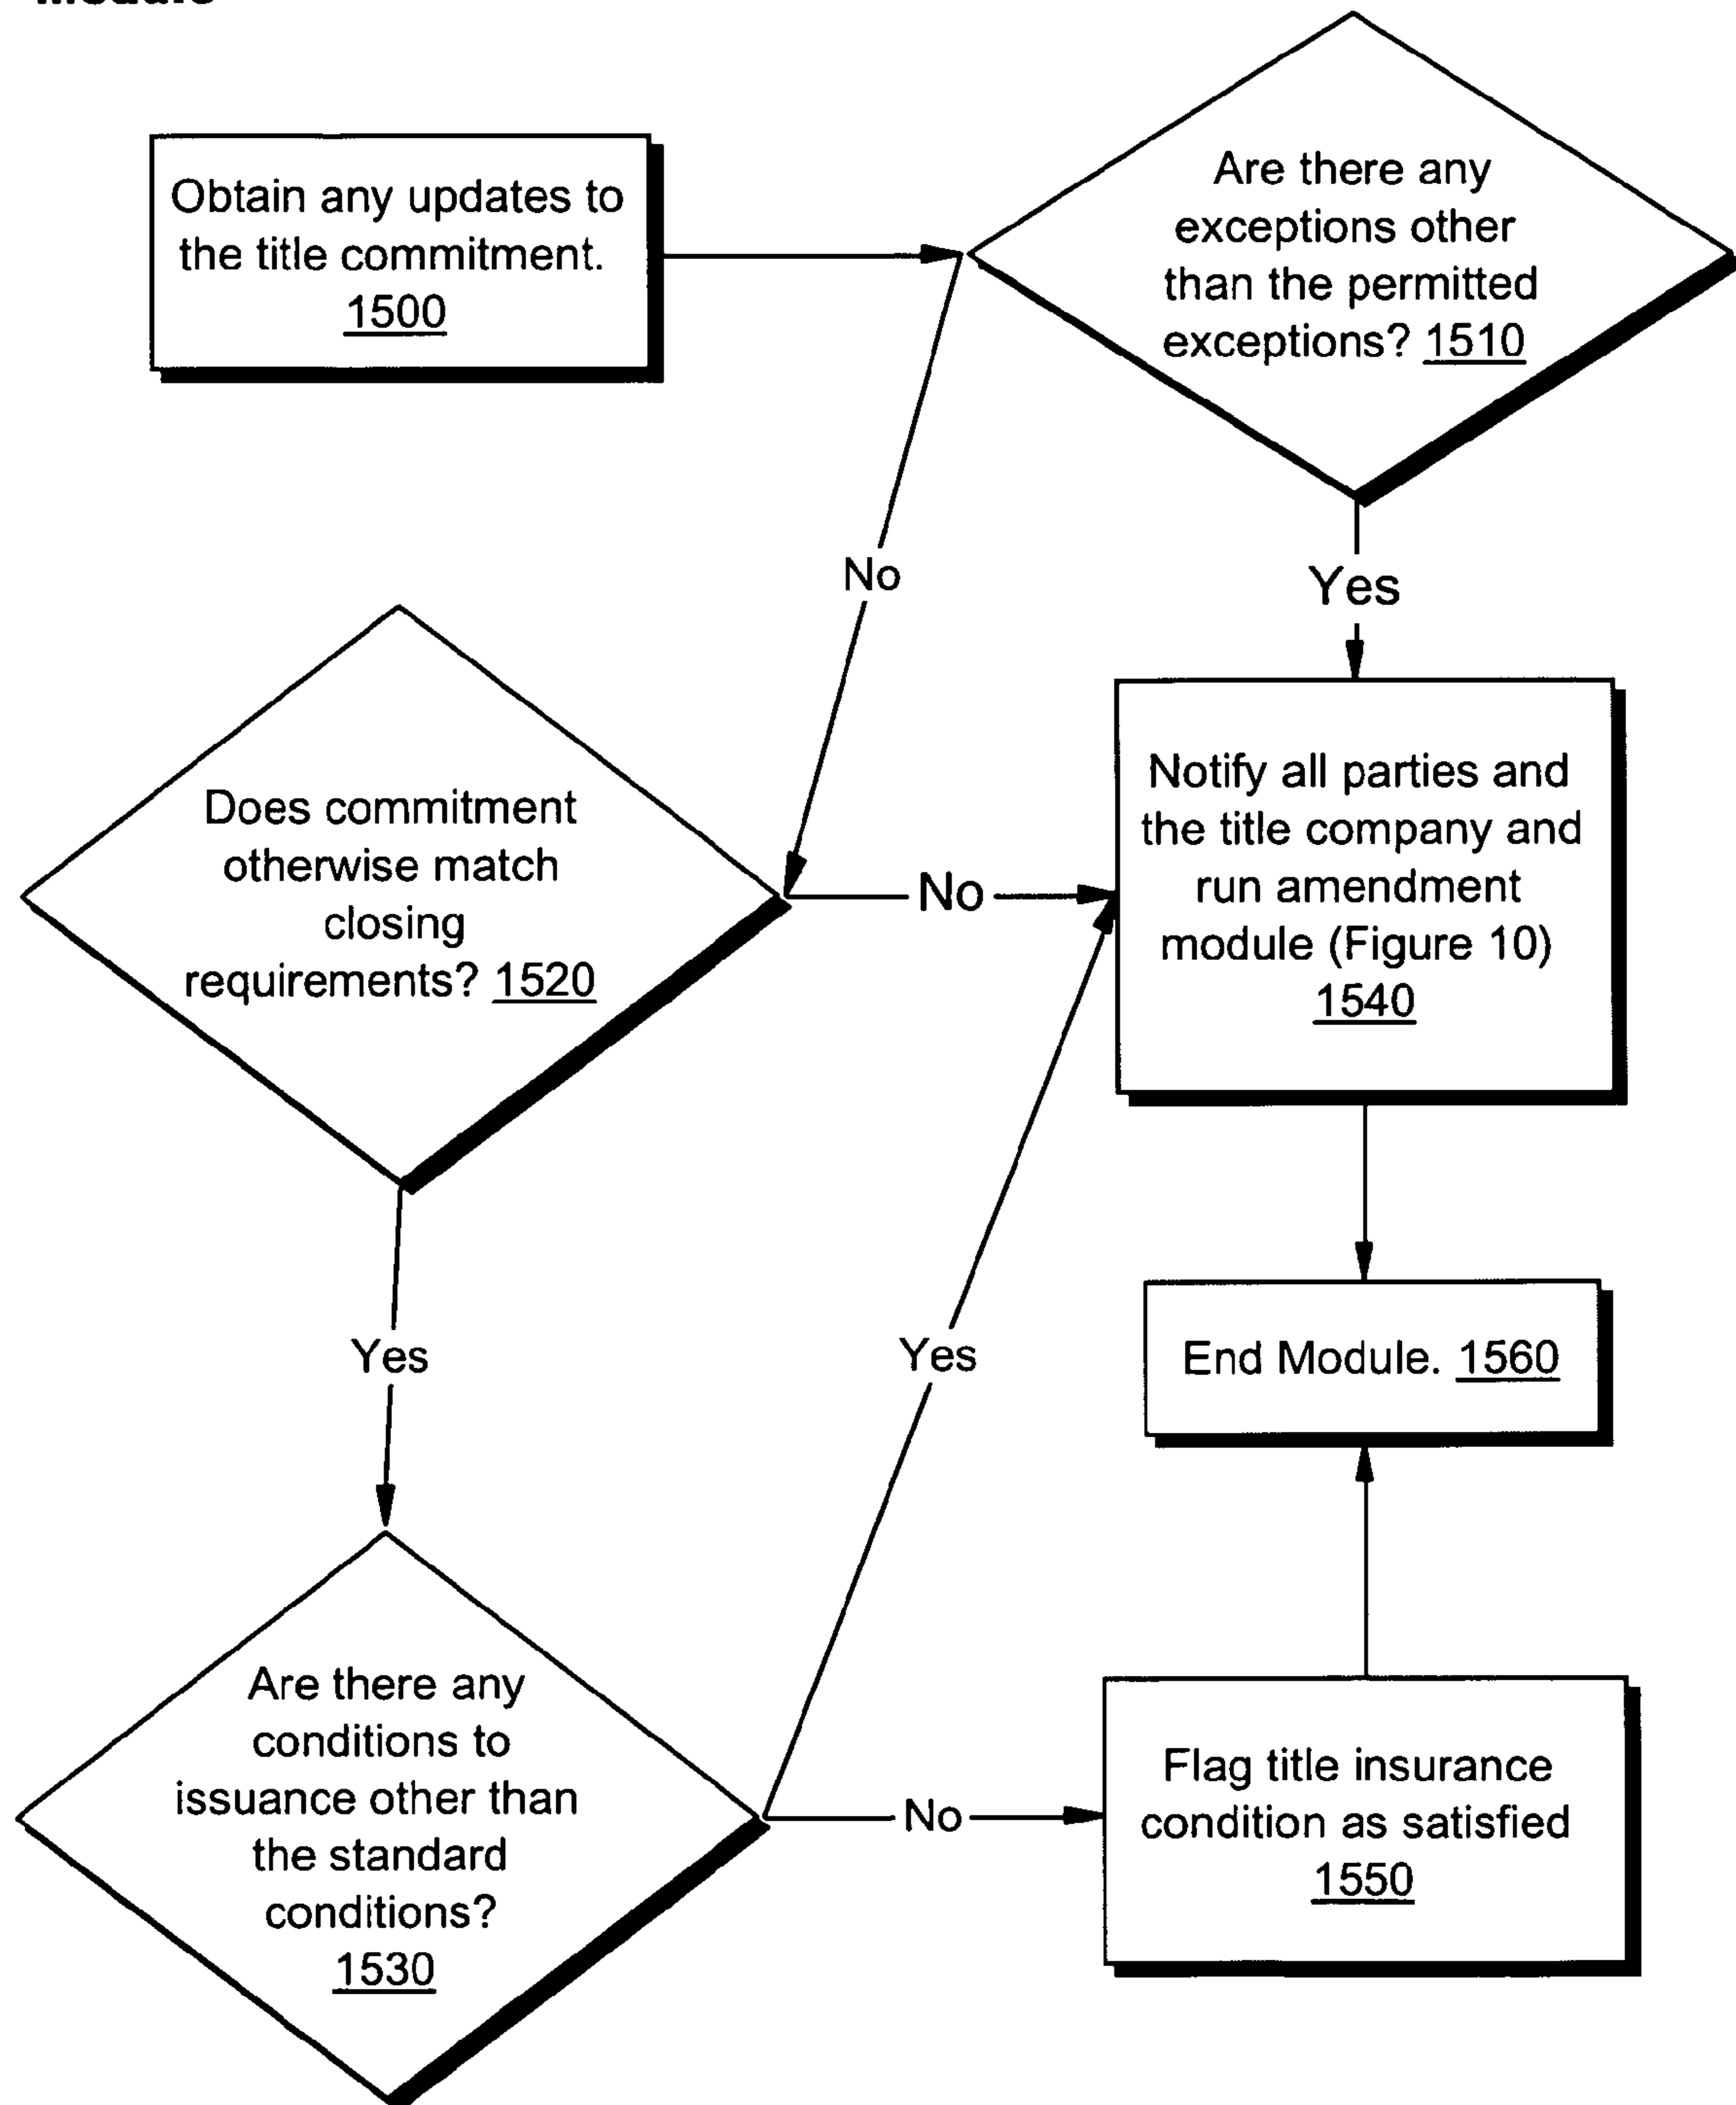 Obtain any updates to
the title commitment.
1500
Are there any
exceptions other
than the permitted
exceptions? 1510
No
Yes
Does commitment
otherwise match
closing
requirements? 1520
No
Notify all parties and
the title company and
run amendment
module (Figure 10)
1540
Yes
Yes
End Module. 1560
Are there any
conditions to
issuance other than
the standard
conditions?
1530
No
Flag title insurance
condition as satisfied
1550